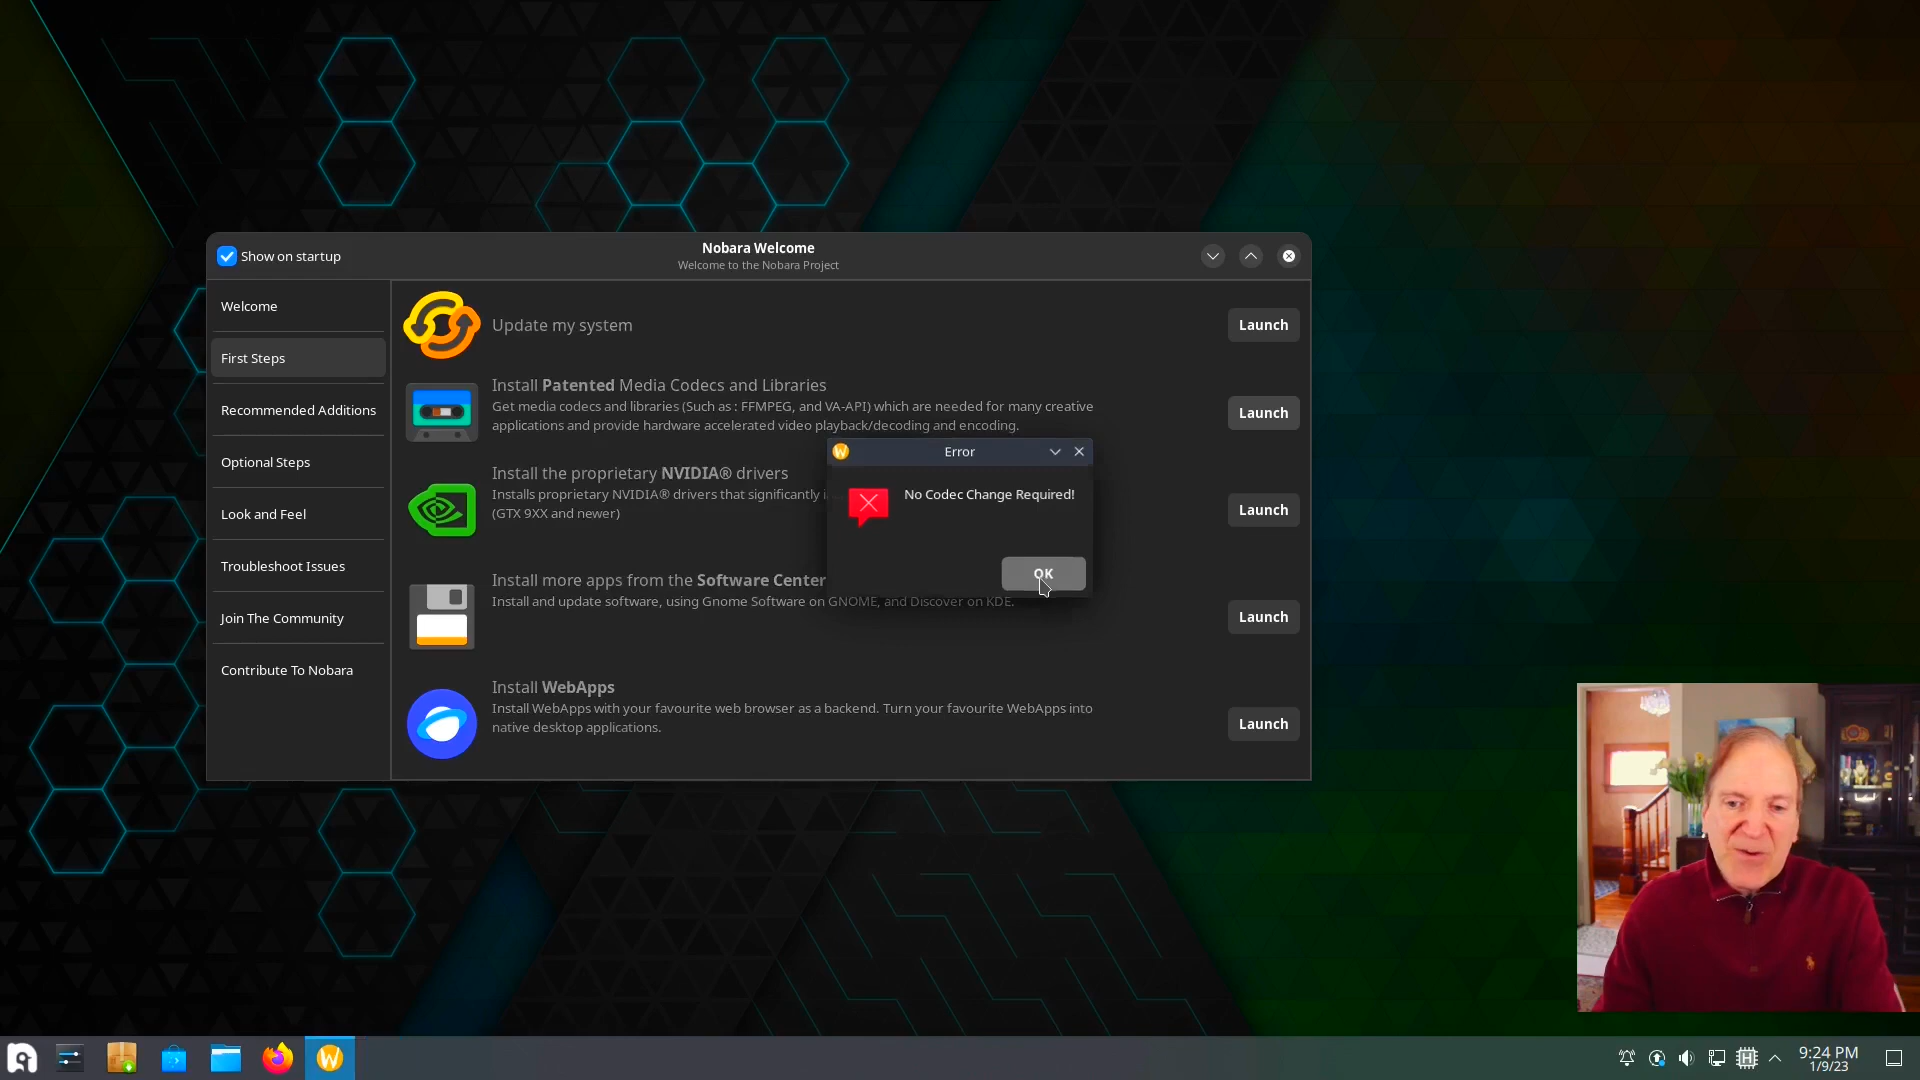 Show on startup
Nobara Welcome
Welcome to the Nobara Project
Welcome
First Steps
Recommended Additions
Optional Steps
Look and Feel
Troubleshoot Issues
Join The Community
Contribute To Nobara
Update my system
Launch
Install Patented Media Codecs and Libraries
Get media codecs and libraries (Such as : FFMPEG, and VA-API) which are needed for many creative
applications and provide hardware accelerated video playback/decoding and encoding.
Launch
Install the proprietary NVIDIA® drivers
Installs proprietary NVIDIA® drivers that significantly
(GTX 9XX and newer)
Launch
Error
No Codec Change Required!
OK
Install more apps from the Software Center
Install and update software, using Gnome Software on GNOME, and Discover on KDE.
Launch
Install WebApps
Install WebApps with your favourite web browser as a backend. Turn your favourite WebApps into
native desktop applications.
Launch
W
H
9:24 PM
1/9/23